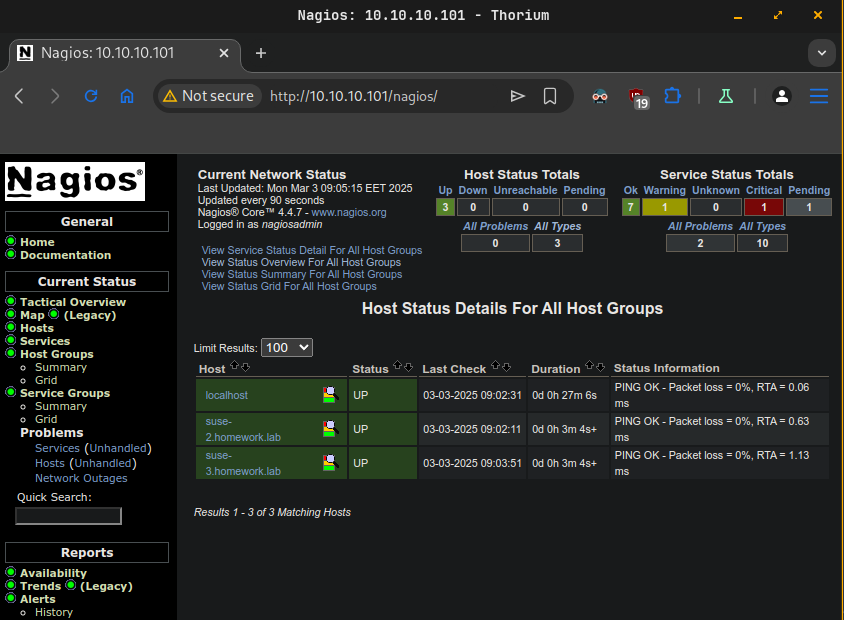 Nagios: 10.10.10.101 - Thorium
Nagios: 10.10.10.101
Not secure
http://10.10.10.101/nagios/
19
Nagios®
General
Home
Documentation
Current Status
Tactical Overview
Map (Legacy)
Hosts
Services
Host Groups
Summary
Grid
Service Groups
Summary
Grid
Problems
Services (Unhandled)
Hosts (Unhandled)
Network Outages
Quick Search:
Reports
Availability
Trends (Legacy)
Alerts
History
Current Network Status
Last Updated: Mon Mar 3 09:05:15 EET 2025
Updated every 90 seconds
Nagios® Core™ 4.4.7 - www.nagios.org
Logged in as nagiosadmin
View Service Status Detail For All Host Groups
View Status Overview For All Host Groups
View Status Summary For All Host Groups
View Status Grid For All Host Groups
Host Status Totals
Up Down Unreachable Pending
3 0 0 0
All Problems All Types
0 3
Service Status Totals
Ok Warning Unknown Critical Pending
7 1 0 1 1
All Problems All Types
2 10
Host Status Details For All Host Groups
Limit Results: 100
Host Status Last Check Duration Status Information
localhost UP 03-03-2025 09:02:31 0d 0h 27m 6s PING OK - Packet loss = 0%, RTA = 0.06
ms
suse-
2.homework.lab UP 03-03-2025 09:02:11 0d 0h 3m 4s+ PING OK - Packet loss = 0%, RTA = 0.63
ms
suse-
3.homework.lab UP 03-03-2025 09:03:51 0d 0h 3m 4s+ PING OK - Packet loss = 0%, RTA = 1.13
ms
Results 1 - 3 of 3 Matching Hosts